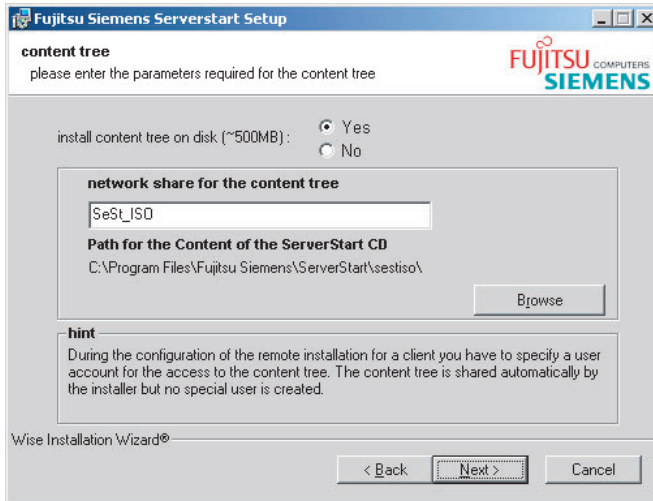 Fujitsu Siemens Serverstart Setup
content tree
please enter the parameters required for the content tree
FUJITSU COMPUTERS
SIEMENS
install content tree on disk (~500MB) :
Yes
No
network share for the content tree
SeSt_ISO
Path for the Content of the ServerStart CD
C:\Program Files\Fujitsu Siemens\ServerStart\sestiso\
Browse
hint
During the configuration of the remote installation for a client you have to specify a user
account for the access to the content tree. The content tree is shared automatically by
the installer but no special user is created.
Wise Installation Wizard®
< Back
Next >
Cancel